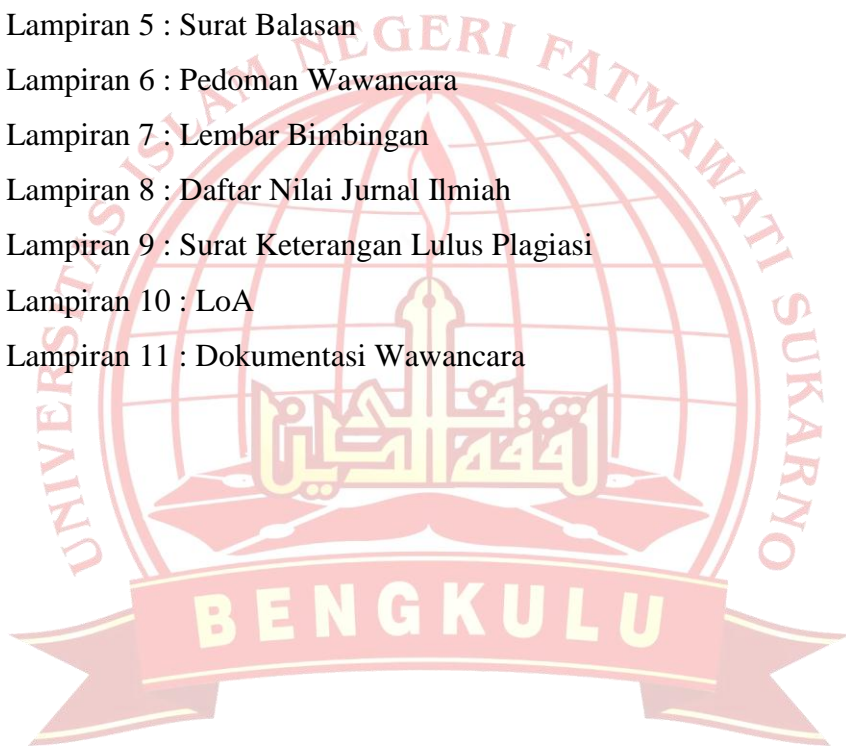 Lampiran 5 : Surat Balasan
Lampiran 6 : Pedoman Wawancara
Lampiran 7 : Lembar Bimbingan
Lampiran 8 : Daftar Nilai Jurnal Ilmiah
Lampiran 9 : Surat Keterangan Lulus Plagiasi
Lampiran 10 : LoA
Lampiran 11 : Dokumentasi Wawancara
UNIVERSITAS ISLAM NEGERI FATMAWATI SUKARNO
BENGKULU